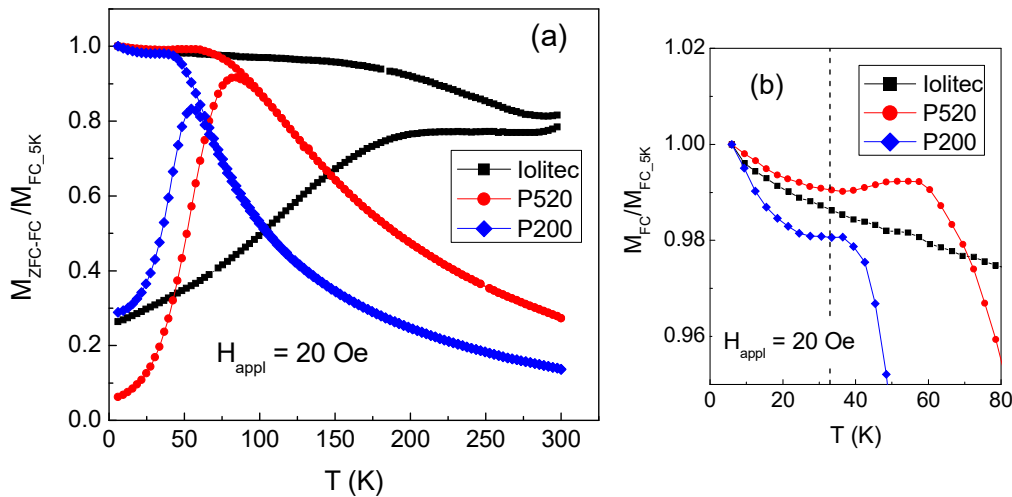 (a)
1.0
0.8
0.6
0.4
0.2
0.0
M_ZFC-FC /M_FC_5K
Iolitec
P520
P200
H_appl = 20 Oe
0 50 100 150 200 250 300
T (K)
(b)
1.02
1.00
0.98
0.96
M_FC/M_FC_5K
Iolitec
P520
P200
H_appl = 20 Oe
0 20 40 60 80
T (K)